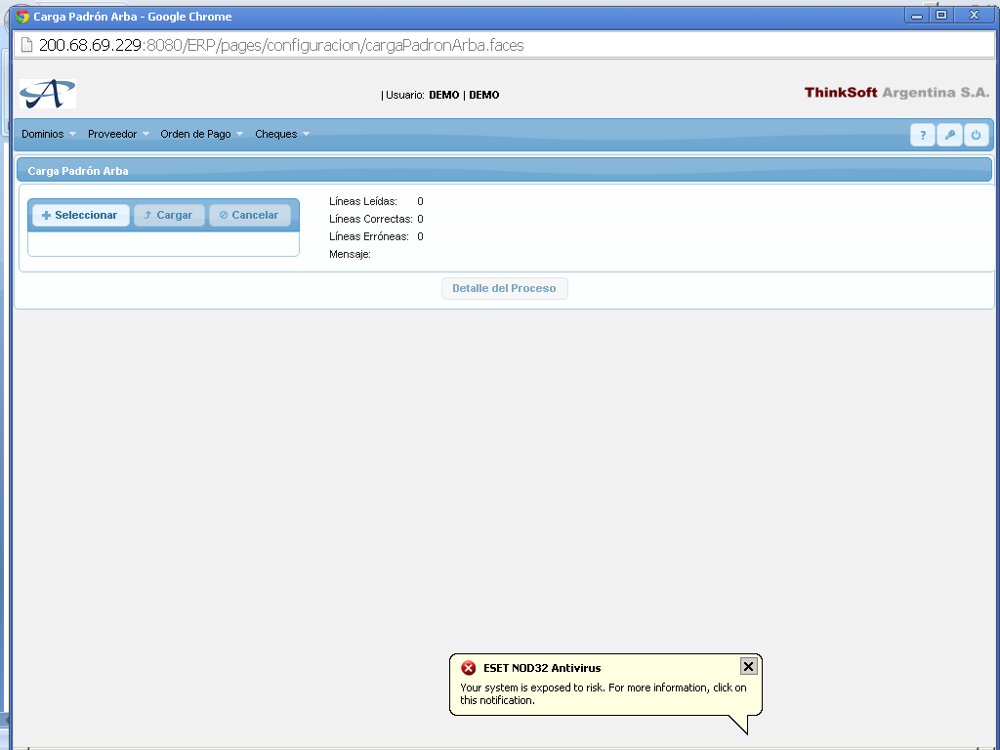 Carga Padrón Arba - Google Chrome
200.68.69.229:8080/ERP/pages/configuracion/cargaPadronArba.faces
| Usuario: DEMO | DEMO
ThinkSoft Argentina S.A.
Dominios Proveedor Orden de Pago Cheques
?
Carga Padrón Arba
Seleccionar Cargar Cancelar
Líneas Leídas: 0
Líneas Correctas: 0
Líneas Erróneas: 0
Mensaje:
Detalle del Proceso
ESET NOD32 Antivirus
Your system is exposed to risk. For more information, click on
this notification.